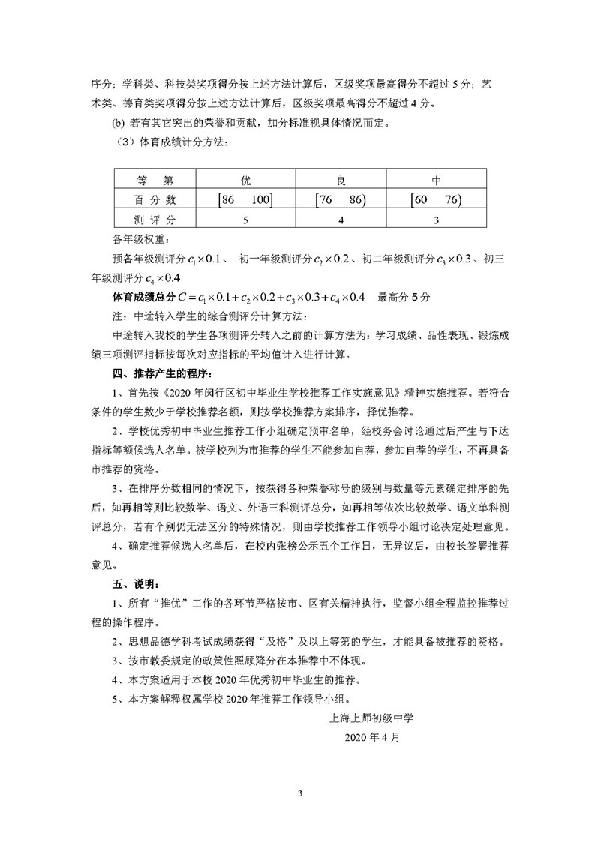 序分；学科类、科技类奖项得分按上述方法计算后，区级奖项最高得分不超过 5 分；艺
术类、德育类奖项得分按上述方法计算后，区级奖项最高得分不超过 4 分。
(b) 若有其它突出的荣誉和贡献，加分标准视具体情况而定。
（3）体育成绩计分方法：
等 第 优 良 中
百 分 数 [86 100] [76 86) [60 76)
测 评 分 5 4 3
各年级权重：
预备年级测评分 c₁×0.1、 初一年级测评分 c₂×0.2、初二年级测评分 c₃×0.3、初三
年级测评分 c₄×0.4
体育成绩总分 C = c₁×0.1+c₂×0.2+c₃×0.3+c₄×0.4 最高分 5 分
注：中途转入学生的综合测评分计算方法：
中途转入我校的学生各项测评分转入之前的计算方法为：学习成绩、品性表现、锻炼成
绩三项测评指标按每次对应指标的平均值计入进行计算。
四、推荐产生的程序：
1、首先按《2020 年闵行区初中毕业生学校推荐工作实施意见》精神实施推荐。若符合
条件的学生数少于学校推荐名额，则按学校推荐方案排序，择优推荐。
2、学校优秀初中毕业生推荐工作小组确定预审名单，经校务会讨论通过后产生与下达
指标等额候选人名单。被学校列为市推荐的学生不能参加自荐，参加自荐的学生，不再具备
市推荐的资格。
3、在排序分数相同的情况下，按获得各种荣誉称号的级别与数量等元素确定排序的先
后，如再相等则比较数学、语文、外语三科测评总分，如再相等依次比较数学、语文单科测
评总分；若有个别仍无法区分的特殊情况，则由学校推荐工作领导小组讨论决定处理意见。
4、确定推荐候选人名单后，在校内张榜公示五个工作日，无异议后，由校长签署推荐
意见。
五、说明：
1、所有“推优”工作的各环节严格按市、区有关精神执行，监督小组全程监控推荐过
程的操作程序。
2、思想品德学科考试成绩获得“及格”及以上等第的学生，才能具备被推荐的资格。
3、按市教委规定的政策性照顾降分在本推荐中不体现。
4、本方案适用于本校 2020 年优秀初中毕业生的推荐。
5、本方案解释权属学校 2020 年推荐工作领导小组。
上海上师初级中学
2020 年 4 月
3